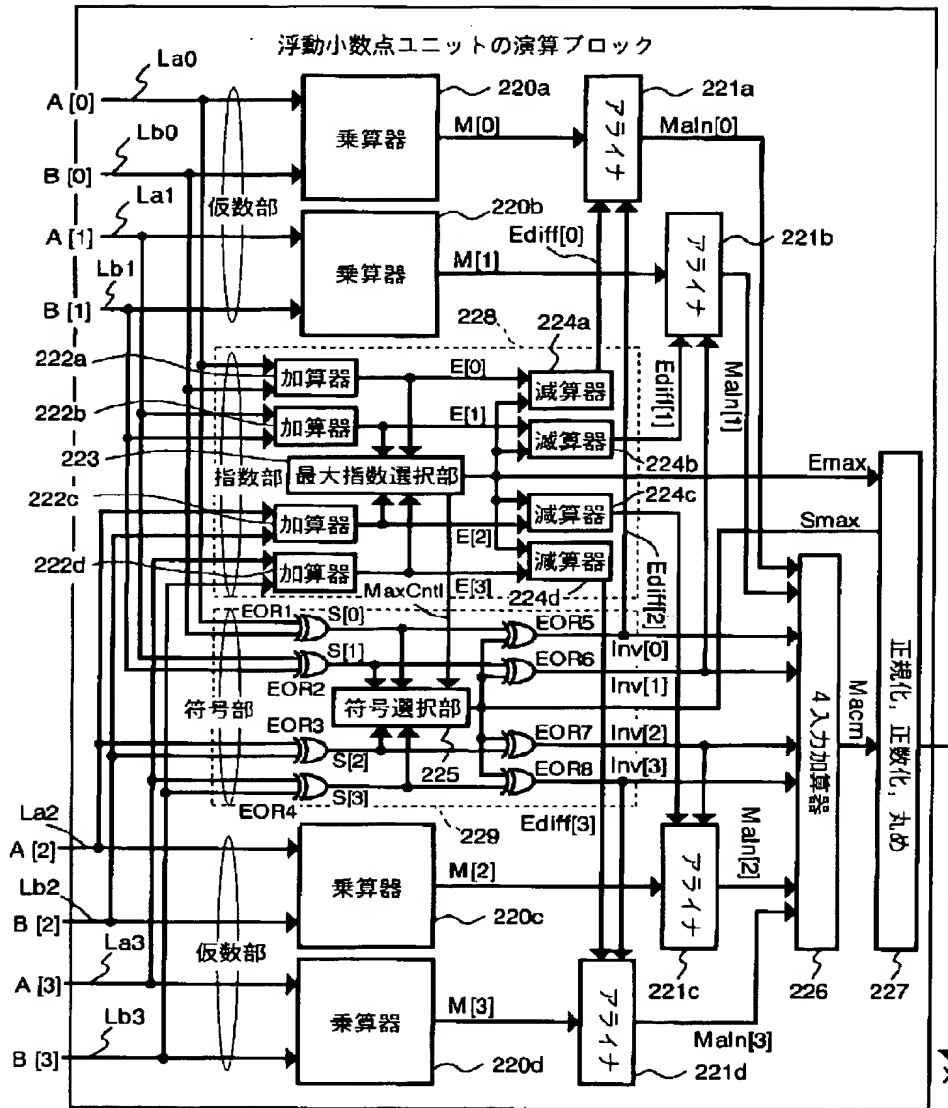 浮動小数点ユニットの演算ブロック
La0
A [0]
220a
221a
乗算器
M[0]
アライナ
Maln[0]
Lb0
B [0]
仮数部
La1
A [1]
220b
Ediff[0]
221b
乗算器
M[1]
アライナ
Lb1
B [1]
228
224a
222a
加算器
E[0]
減算器
Ediff[1]
Maln[1]
222b
加算器
E[1]
減算器
224b
223
指数部
最大指数選択部
Emax
222c
224c
加算器
E[2]
減算器
Smax
222d
加算器
E[3]
減算器
224d
Ediff[2]
MaxCntl
EOR1
S[0]
EOR5
Inv[0]
S[1]
EOR6
EOR2
Inv[1]
符号部
符号選択部
EOR3
S[2]
225
EOR7
Inv[2]
EOR8
Inv[3]
S[3]
EOR4
229
Ediff[3]
4入力加算器
Macm
正規化，正数化，丸め
La2
A [2]
乗算器
M[2]
アライナ
Maln[2]
Lb2
B [2]
220c
仮数部
La3
A [3]
221c
226
227
乗算器
M[3]
アライナ
Maln[3]
Lb3
B [3]
220d
221d